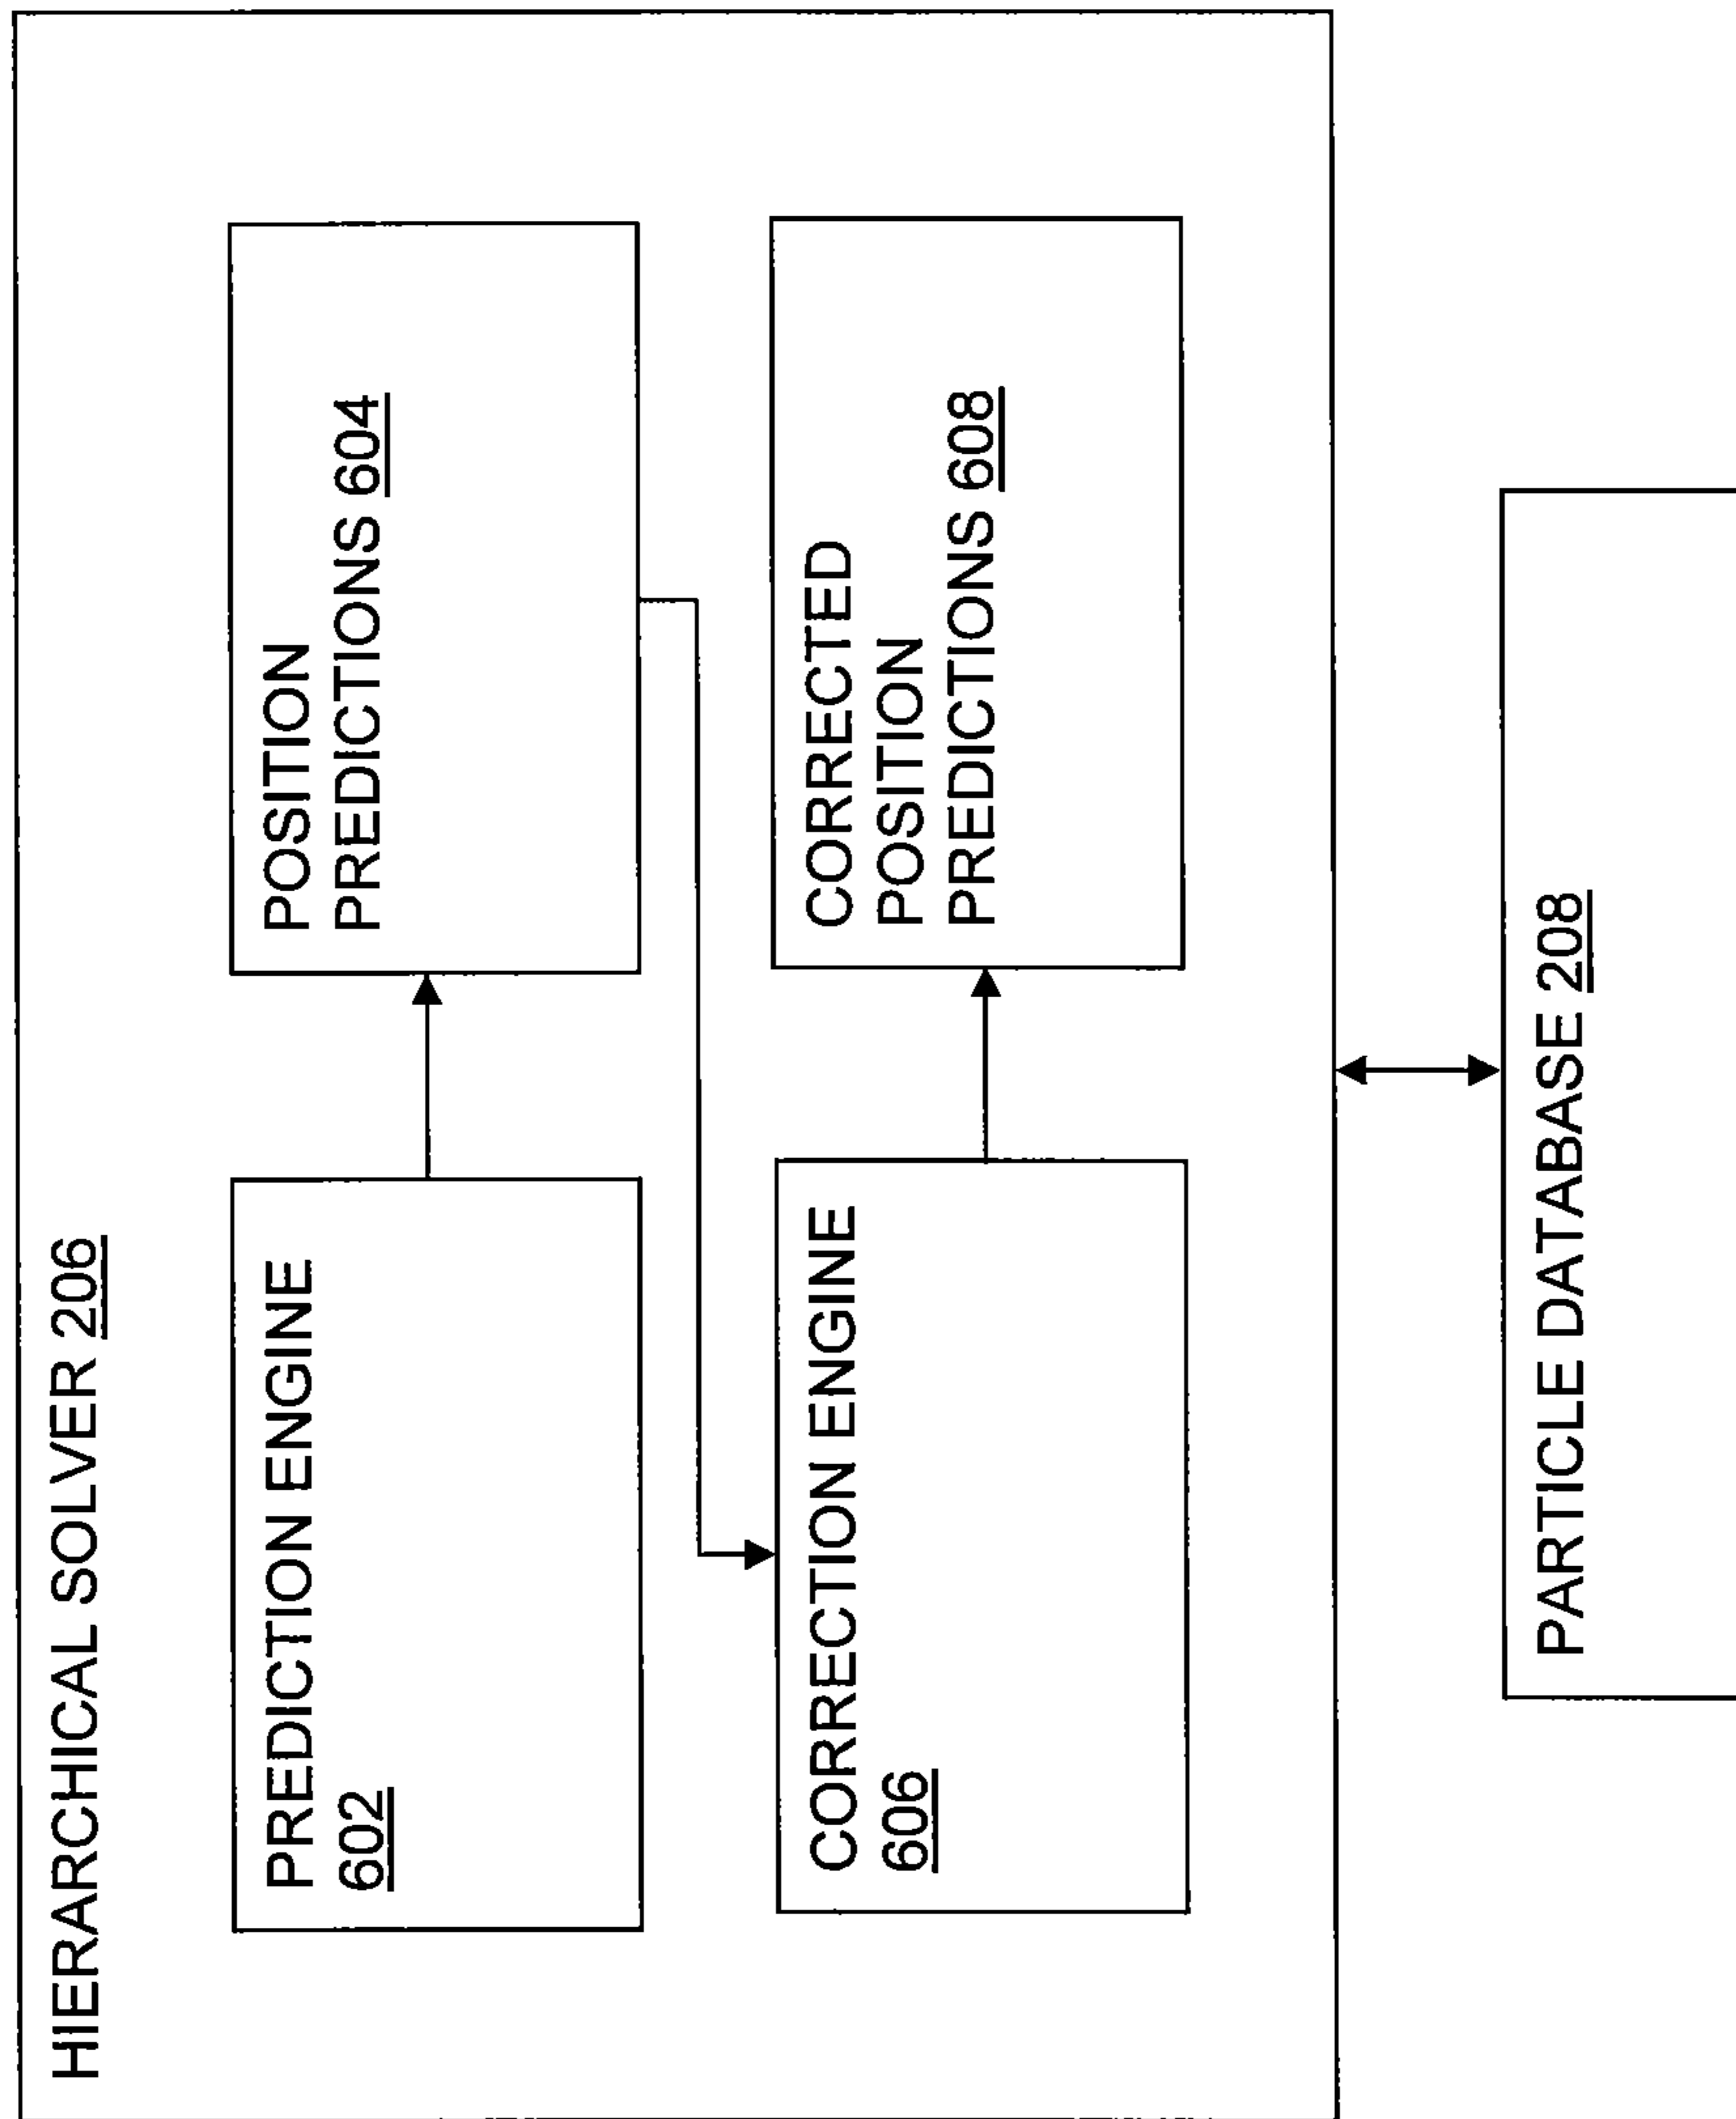 HIERARCHICAL SOLVER 206
PREDICTION ENGINE
602
POSITION
PREDICTIONS 604
CORRECTION ENGINE
606
CORRECTED
POSITION
PREDICTIONS 608
PARTICLE DATABASE 208